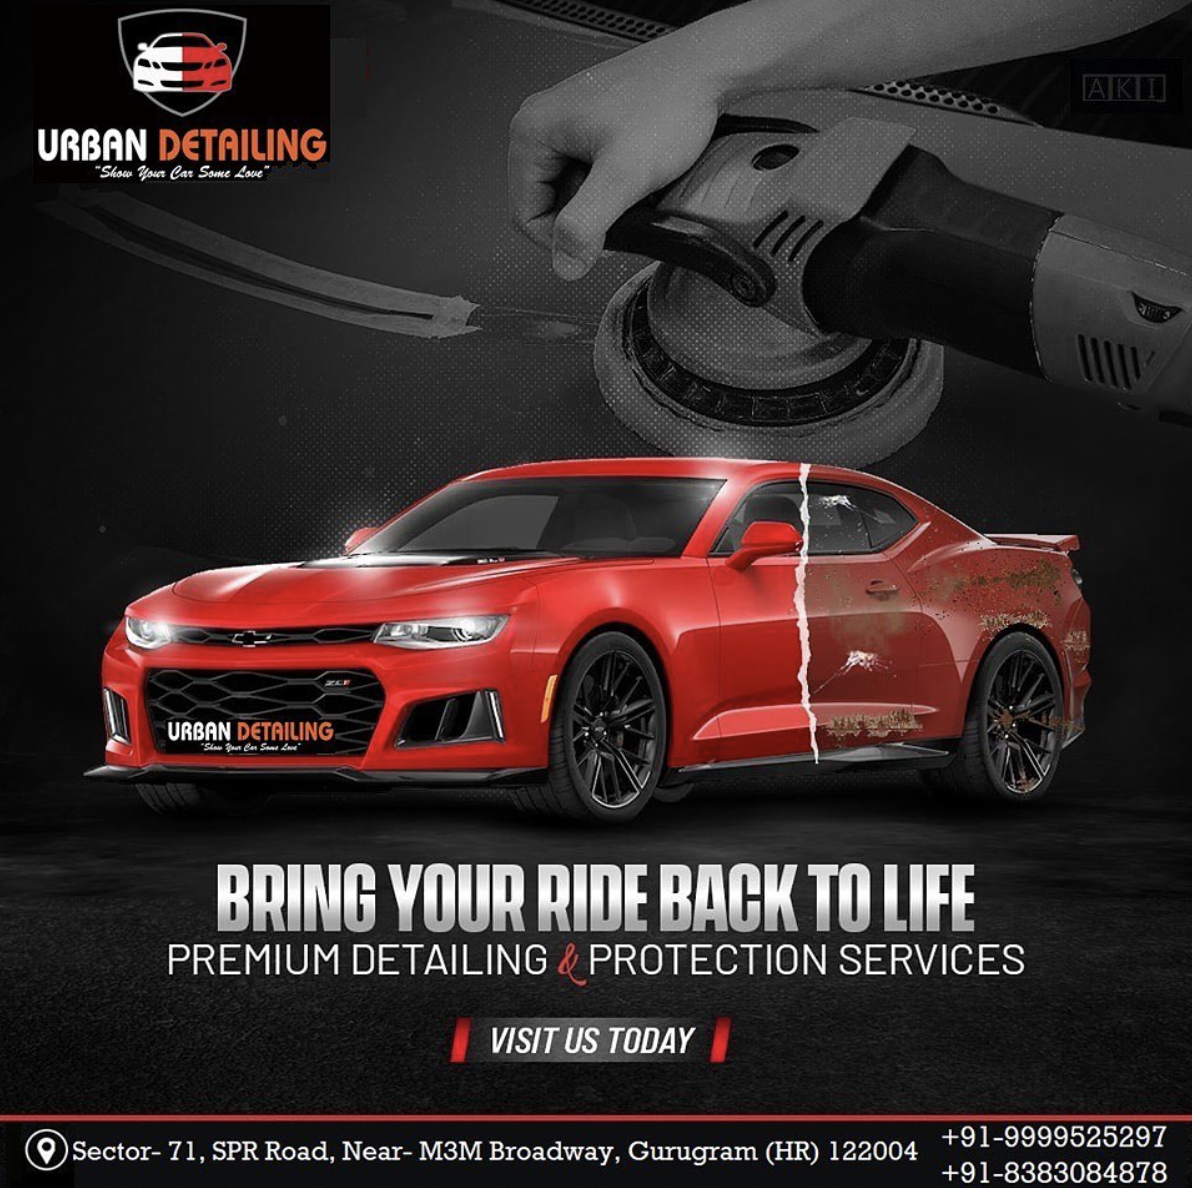 URBAN DETAILING
"Show Your Car Some Love"
AKI
ZL1
URBAN DETAILING
"Show Your Car Some Love"
BRING YOUR RIDE BACK TO LIFE
PREMIUM DETAILING & PROTECTION SERVICES
VISIT US TODAY
Sector- 71, SPR Road, Near- M3M Broadway, Gurugram (HR) 122004
+91-9999525297
+91-8383084878